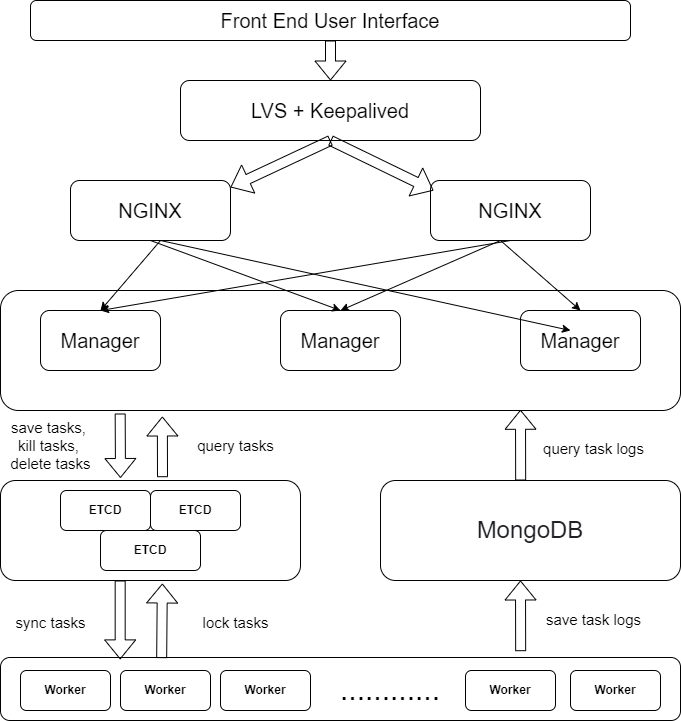 Front End User Interface
LVS + Keepalived
NGINX
NGINX
Manager
Manager
Manager
save tasks,
kill tasks,
delete tasks
query tasks
query task logs
ETCD
ETCD
ETCD
MongoDB
sync tasks
lock tasks
save task logs
Worker
Worker
Worker
............
Worker
Worker